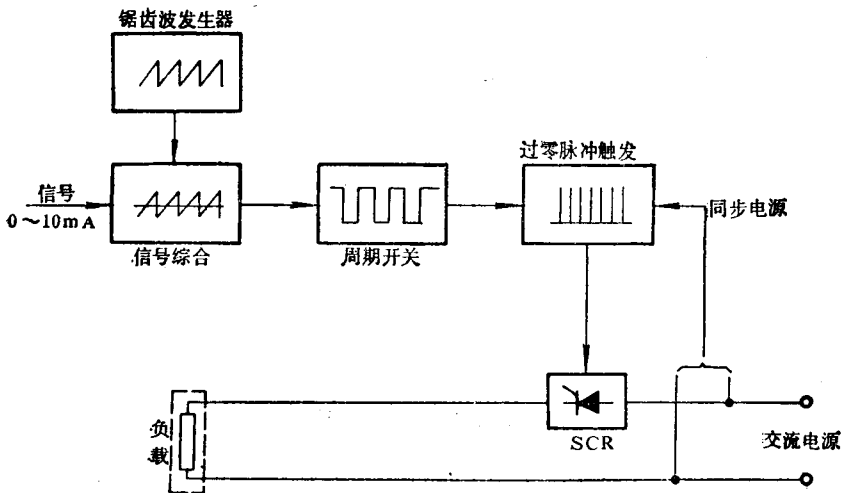 锯齿波发生器
过零脉冲触发
信号
0～10mA
同步电源
信号综合
周期开关
负载
SCR
交流电源